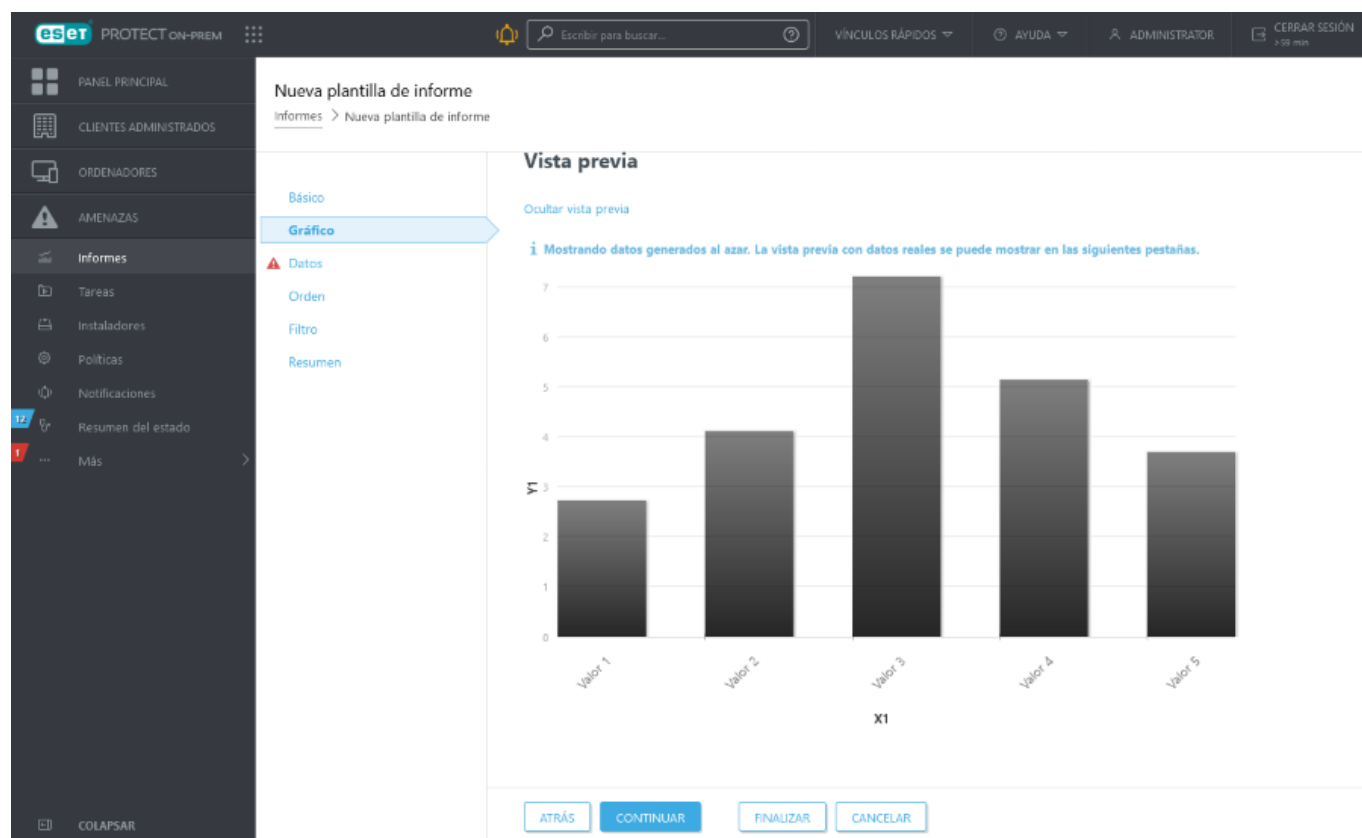 eset PROTECT ON-PREM
Escribir para buscar...
VÍNCULOS RÁPIDOS
AYUDA
ADMINISTRATOR
CERRAR SESIÓN
>59 min
PANEL PRINCIPAL
CLIENTES ADMINISTRADOS
ORDENADORES
AMENAZAS
Informes
Tareas
Instaladores
Políticas
Notificaciones
12
Resumen del estado
1
Más
COLAPSAR
Nueva plantilla de informe
Informes > Nueva plantilla de informe
Básico
Gráfico
Datos
Orden
Filtro
Resumen
Vista previa
Ocultar vista previa
Mostrando datos generados al azar. La vista previa con datos reales se puede mostrar en las siguientes pestañas.
7
6
5
4
3
2
1
0
Y1
Valor 1
Valor 2
Valor 3
Valor 4
Valor 5
X1
ATRÁS
CONTINUAR
FINALIZAR
CANCELAR